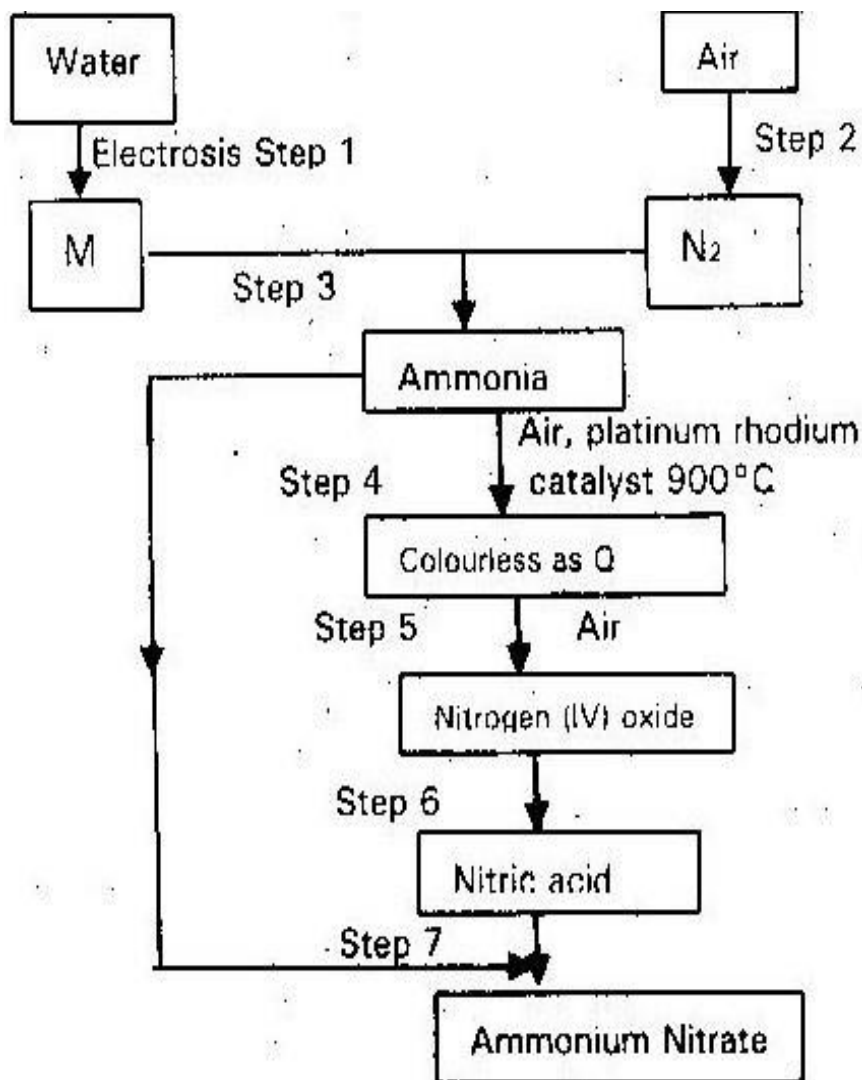 Water
Air
Electrosis Step 1
Step 2
M
N2
Step 3
Ammonia
Air, platinum rhodium
Step 4
catalyst 900°C
Colourless as Q
Step 5
Air
Nitrogen (IV) oxide
Step 6
Nitric acid
Step 7
Ammonium Nitrate